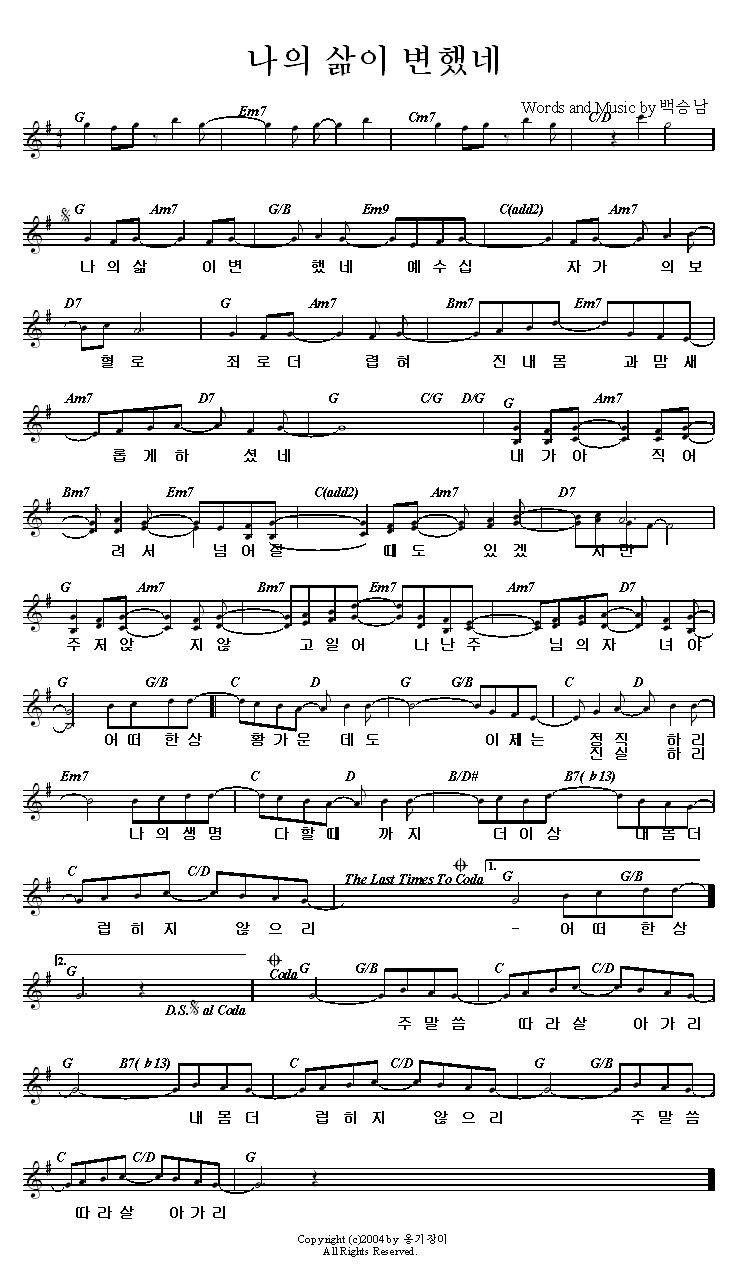 나의 삶이 변했네
Words and Music by 백승남
G Em7 Cm7 C/D
G Am7 G/B Em9 C(add2) Am7
나 의 삶 이 변 했 네 예 수 십 자 가 의 보
D7 G Am7 Bm7 Em7
혈 로 죄 로 더 럽 혀 진 내 몸 과 맘 새
Am7 D7 G C/G D/G G Am7
롭 게 하 셨 네 내 가 아 직 어
Bm7 Em7 C(add2) Am7 D7
려 서 넘 어 질 때 도 있 겠 지 만
G Am7 Bm7 Em7 Am7 D7
주 저 앉 지 않 고 일 어 나 난 주 님 의 자 녀 야
G G/B C D G G/B C D
어 떠 한 상 황 가 운 데 도 이 제 는 정 직 하 리
진 실 하 리
Em7 C D B/D# B7(♭13)
나 의 생 명 다 할 때 까 지 더 이 상 내 몸 더
C C/D The Last Times To Coda 1. G G/B
럽 히 지 않 으 리 - 어 떠 한 상
2. G Coda G G/B C C/D
D.S. al Coda
주 말 씀 따 라 살 아 가 리
G B7(♭13) C C/D G G/B
내 몸 더 럽 히 지 않 으 리 주 말 씀
C C/D G
따 라 살 아 가 리
Copyright (c)2004 by 옹기장이
All Rights Reserved.